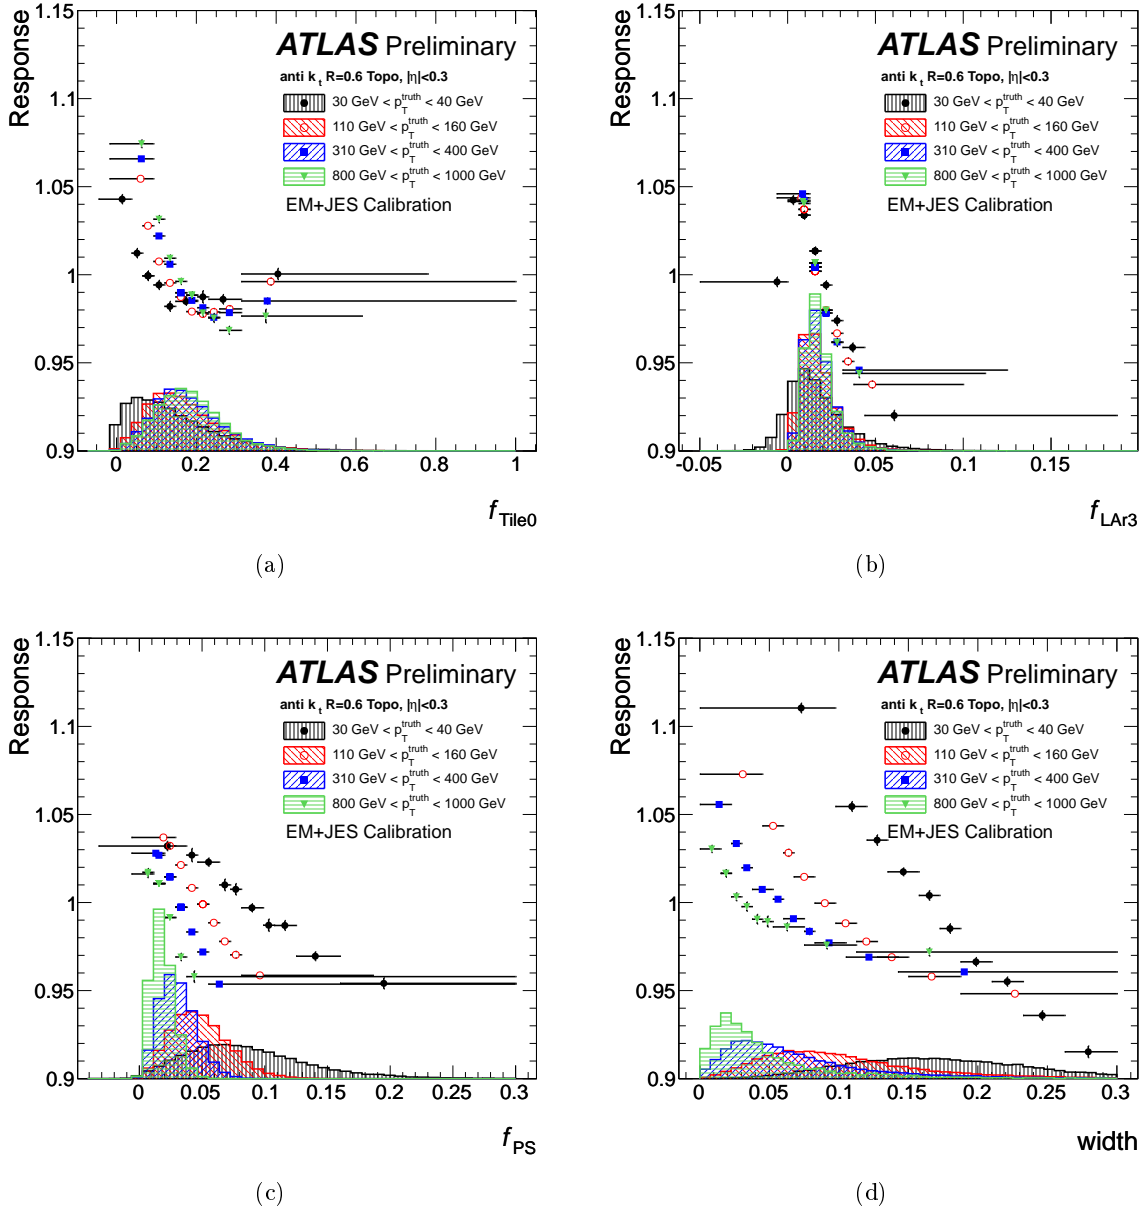 Response
1.15
1.1
1.05
1
0.95
0.9
ATLAS Preliminary
anti k t R=0.6 Topo, |η|<0.3
30 GeV < p_T^truth < 40 GeV
110 GeV < p_T^truth < 160 GeV
310 GeV < p_T^truth < 400 GeV
800 GeV < p_T^truth < 1000 GeV
EM+JES Calibration
0 0.2 0.4 0.6 0.8 1
f_Tile0
(a)
Response
1.15
1.1
1.05
1
0.95
0.9
ATLAS Preliminary
anti k t R=0.6 Topo, |η|<0.3
30 GeV < p_T^truth < 40 GeV
110 GeV < p_T^truth < 160 GeV
310 GeV < p_T^truth < 400 GeV
800 GeV < p_T^truth < 1000 GeV
EM+JES Calibration
-0.05 0 0.05 0.1 0.15
f_LAr3
(b)
Response
1.15
1.1
1.05
1
0.95
0.9
ATLAS Preliminary
anti k t R=0.6 Topo, |η|<0.3
30 GeV < p_T^truth < 40 GeV
110 GeV < p_T^truth < 160 GeV
310 GeV < p_T^truth < 400 GeV
800 GeV < p_T^truth < 1000 GeV
EM+JES Calibration
0 0.05 0.1 0.15 0.2 0.25 0.3
f_PS
(c)
Response
1.15
1.1
1.05
1
0.95
0.9
ATLAS Preliminary
anti k t R=0.6 Topo, |η|<0.3
30 GeV < p_T^truth < 40 GeV
110 GeV < p_T^truth < 160 GeV
310 GeV < p_T^truth < 400 GeV
800 GeV < p_T^truth < 1000 GeV
EM+JES Calibration
0 0.05 0.1 0.15 0.2 0.25 0.3
width
(d)